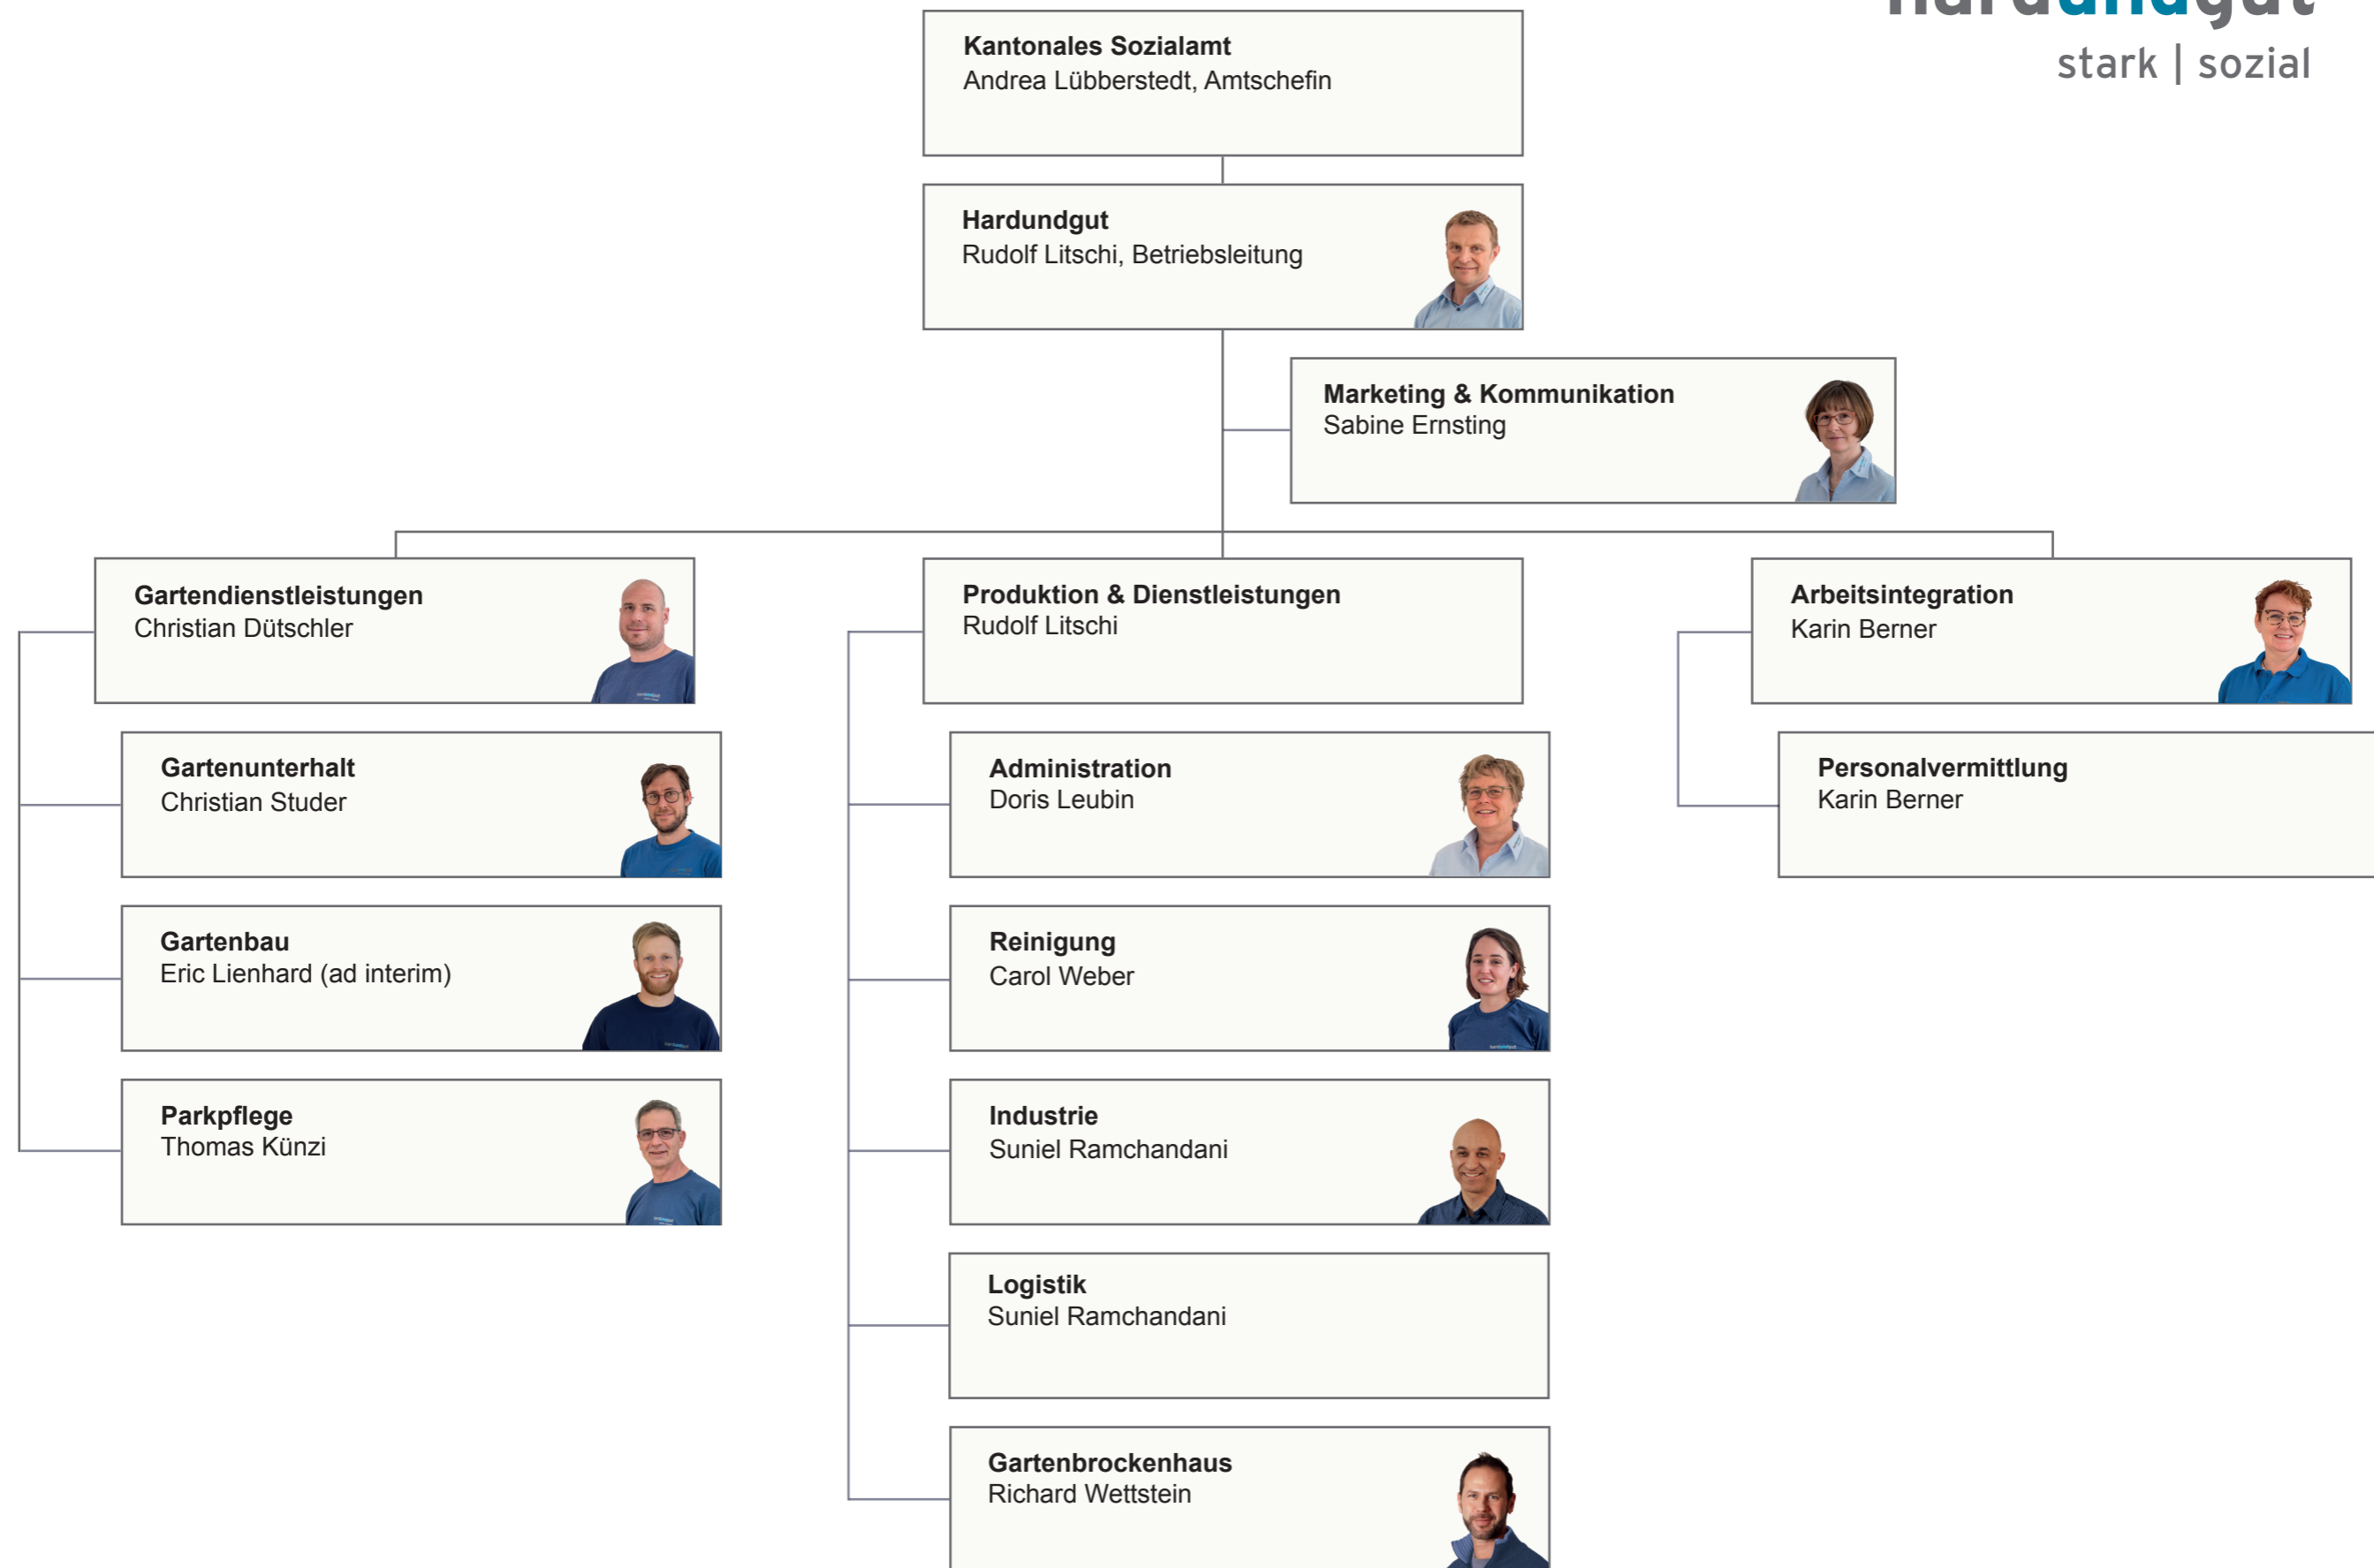 hardundgut
stark | sozial
Kantonales Sozialamt
Andrea Lübberstedt, Amtschefin
Hardundgut
Rudolf Litschi, Betriebsleitung
Marketing & Kommunikation
Sabine Ernsting
Gartendienstleistungen
Christian Dütschler
Gartenunterhalt
Christian Studer
Gartenbau
Eric Lienhard (ad interim)
Parkpflege
Thomas Künzi
Produktion & Dienstleistungen
Rudolf Litschi
Administration
Doris Leubin
Reinigung
Carol Weber
Industrie
Suniel Ramchandani
Logistik
Suniel Ramchandani
Gartenbrockenhaus
Richard Wettstein
Arbeitsintegration
Karin Berner
Personalvermittlung
Karin Berner